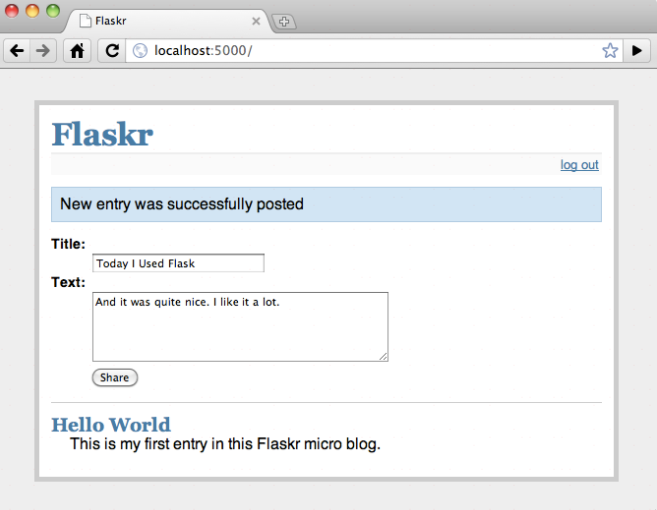 Flaskr
localhost:5000/
Flaskr
log out
New entry was successfully posted
Title:
Today I Used Flask
Text:
And it was quite nice. I like it a lot.
Share
Hello World
This is my first entry in this Flaskr micro blog.